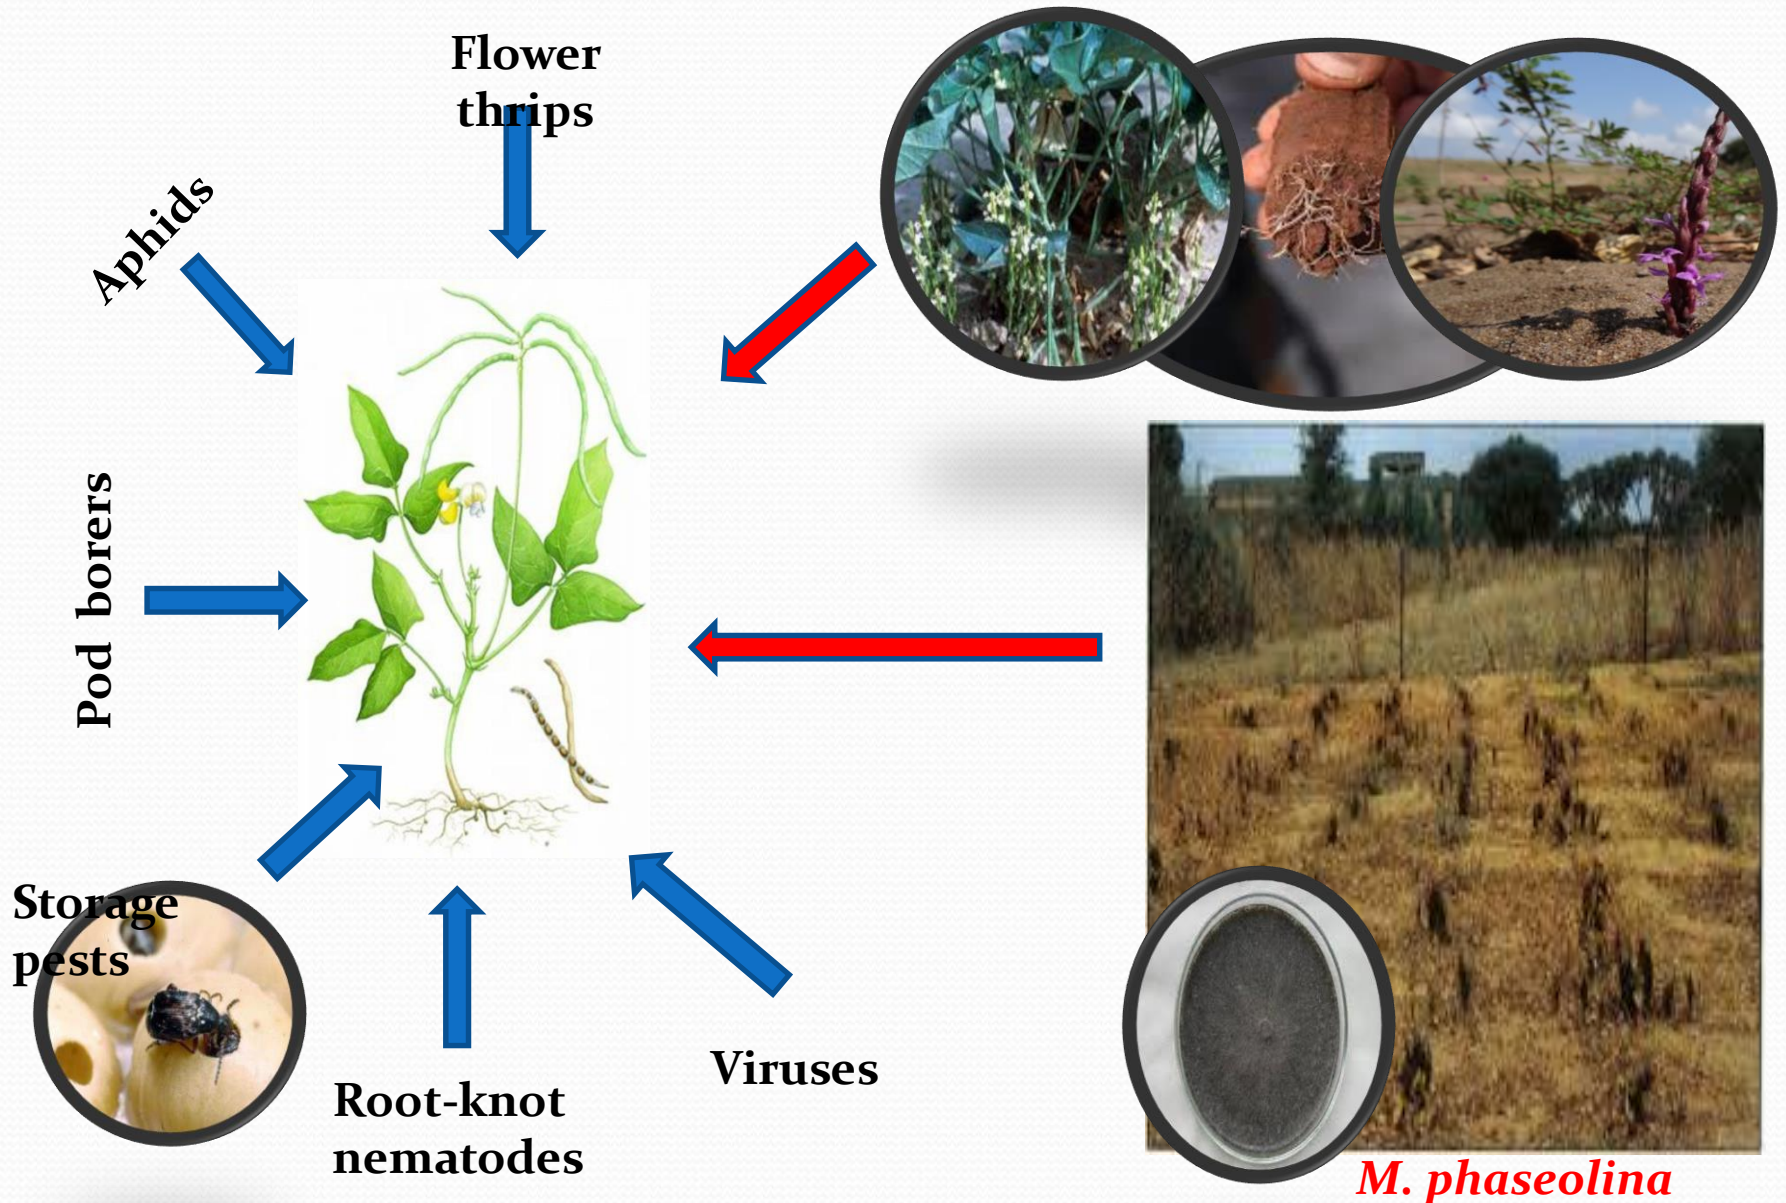 Flower
thrips
Aphids
Pod borers
Storage
pests
Root-knot
nematodes
Viruses
M. phaseolina